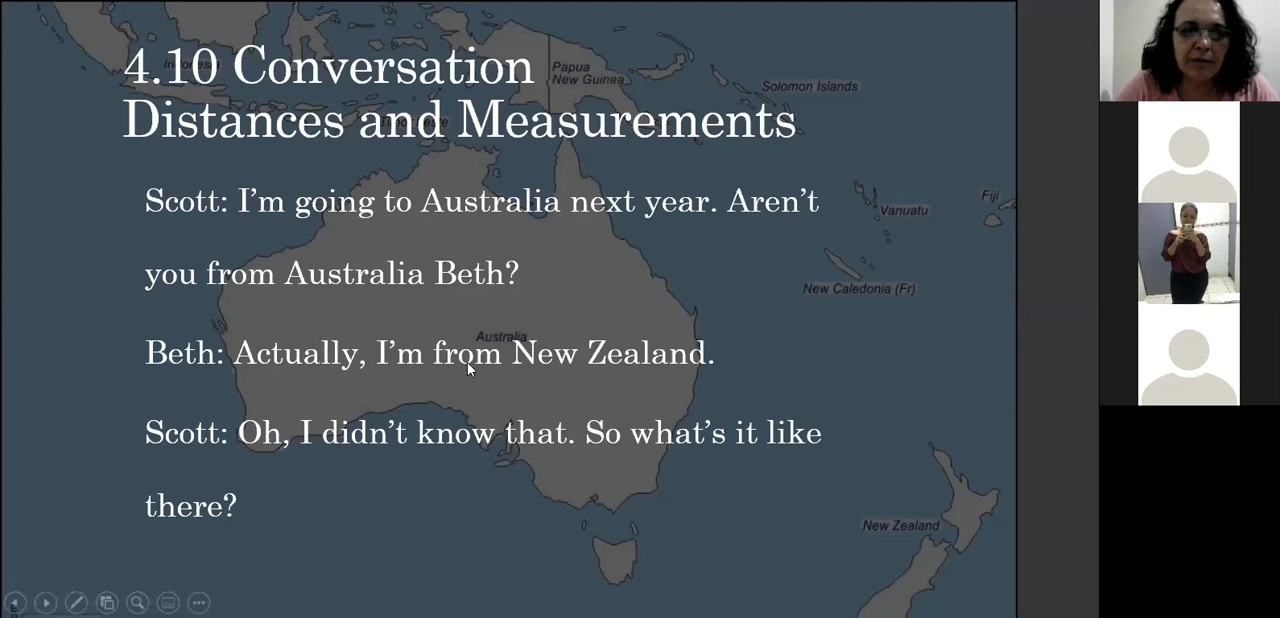 4.10 Conversation
Distances and Measurements
Scott: I'm going to Australia next year. Aren't
you from Australia Beth?
Beth: Actually, I'm from New Zealand.
Scott: Oh, I didn't know that. So what's it like
there?
Indonesia
Papua
New Guinea
Solomon Islands
Vanuatu
Fiji
New Caledonia (Fr)
Australia
New Zealand